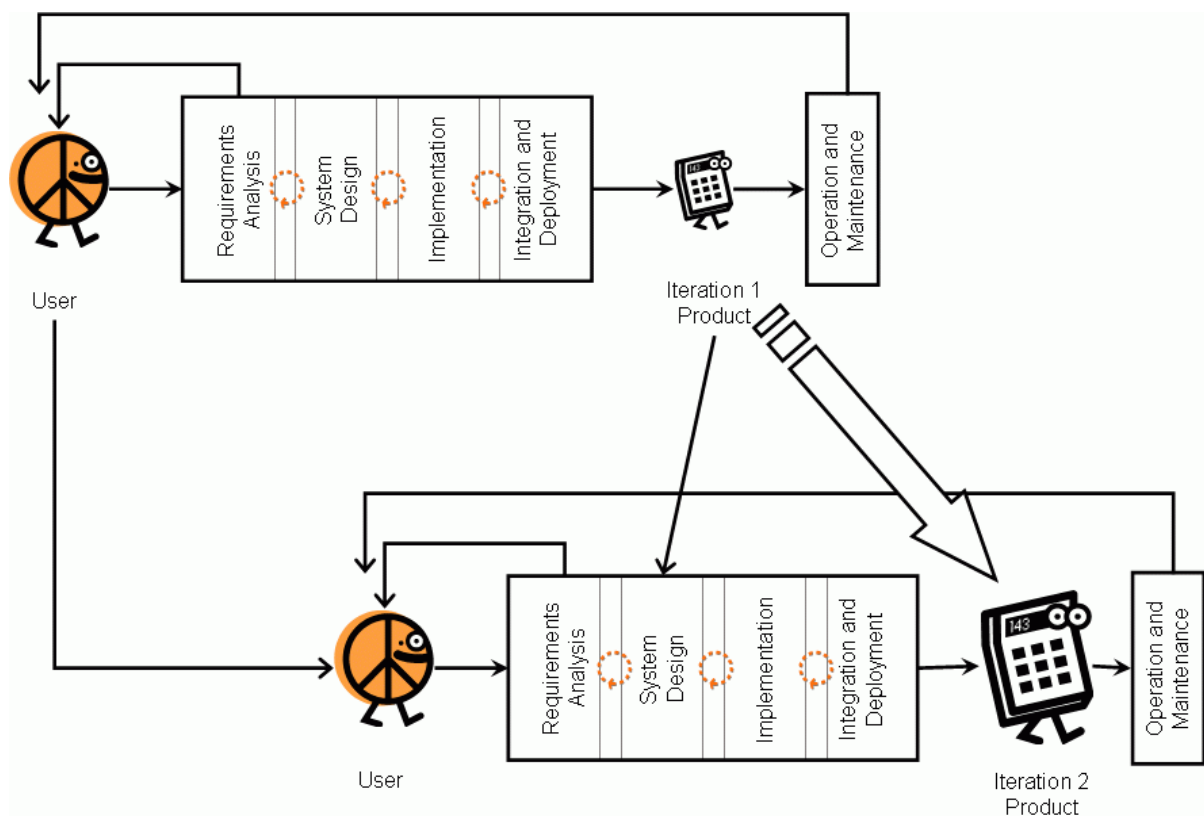 Requirements
Analysis
System
Design
Implementation
Integration and
Deployment
143
Operation and
Maintenance
User
Iteration 1
Product
Requirements
Analysis
System
Design
Implementation
Integration and
Deployment
143
Operation and
Maintenance
User
Iteration 2
Product